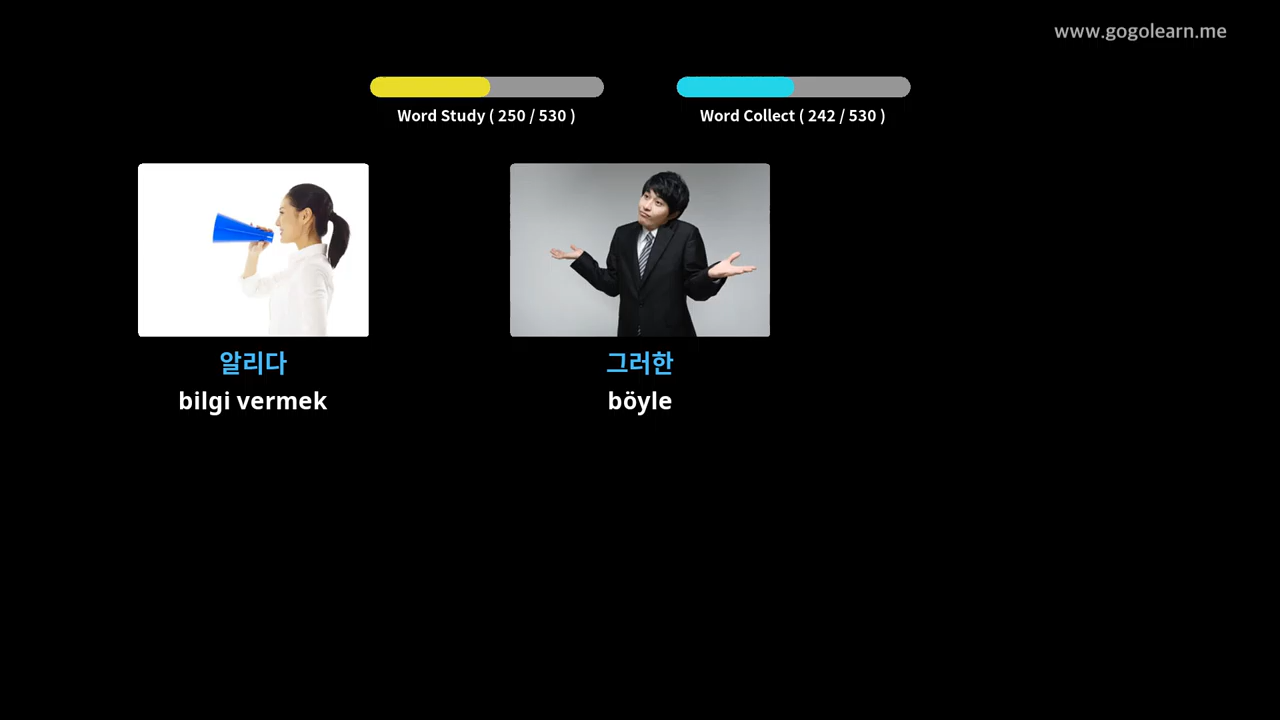 www.gogolearn.me
Word Study ( 250 / 530 )
Word Collect ( 242 / 530 )
알리다
bilgi vermek
그러한
böyle